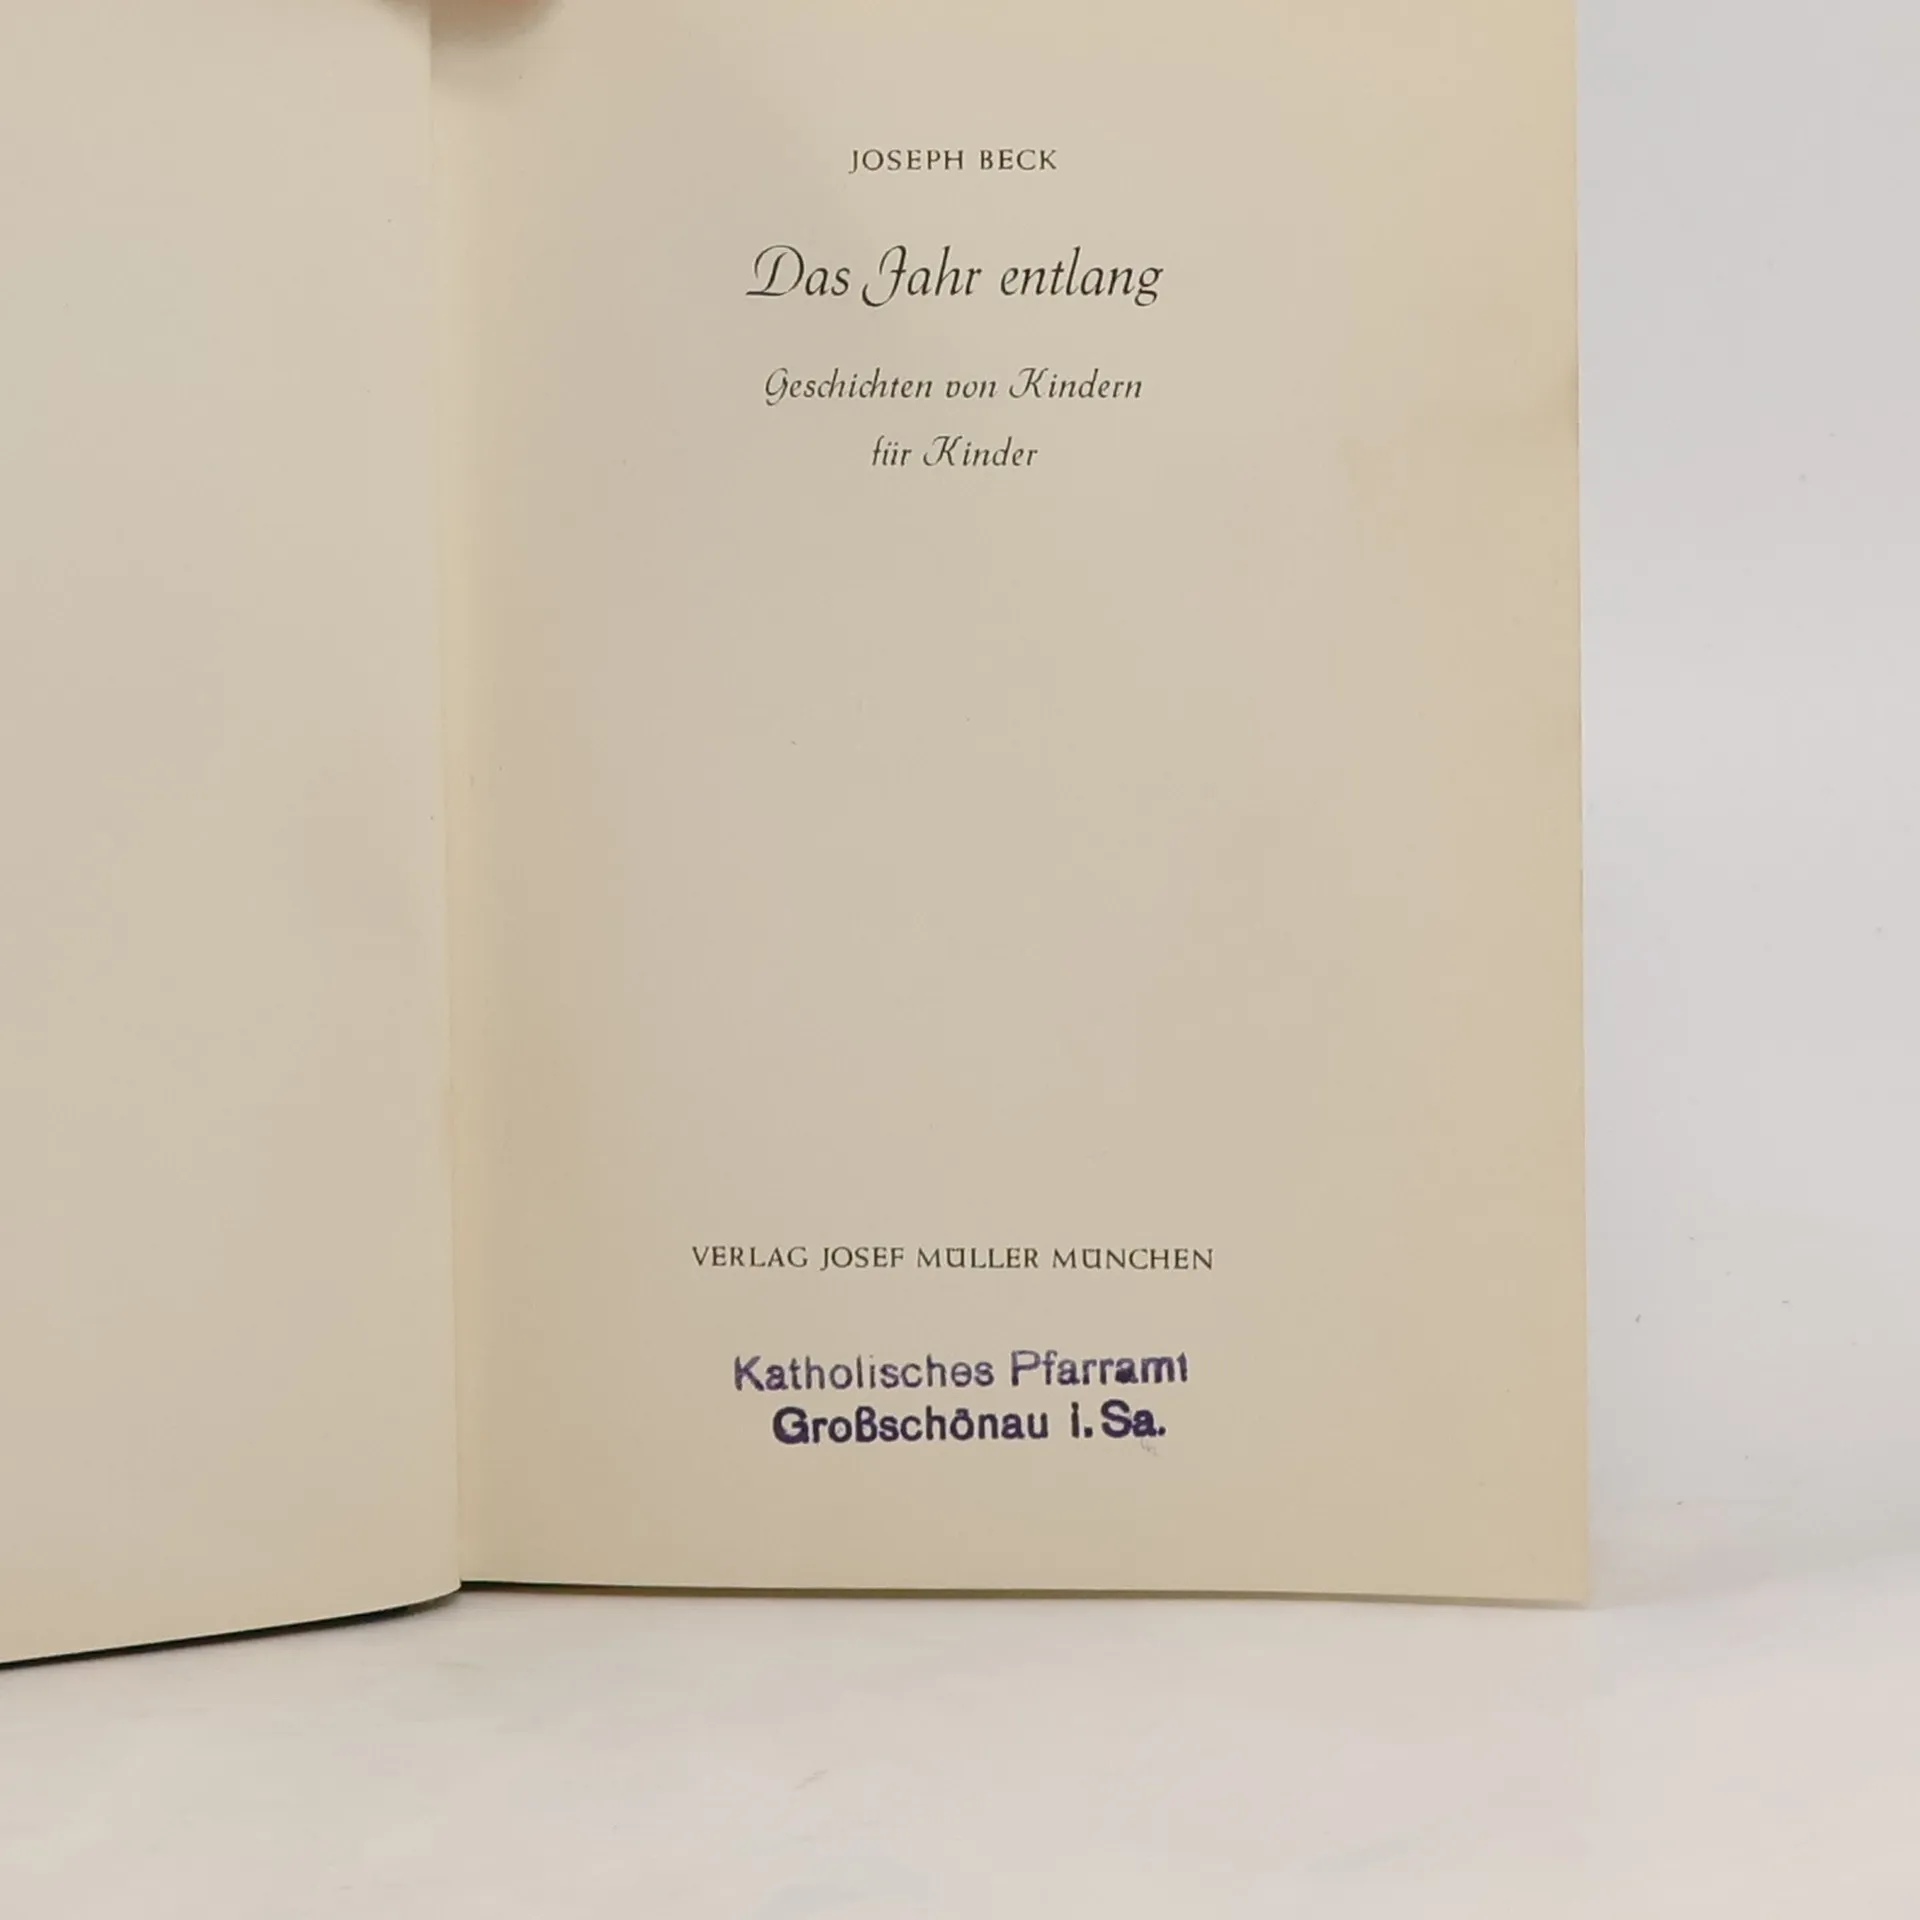 JOSEPH BECK
Das Jahr entlang
Geschichten von Kindern
für Kinder
VERLAG JOSEF MÜLLER MÜNCHEN
Katholisches Pfarramt
Großschönau i. Sa.